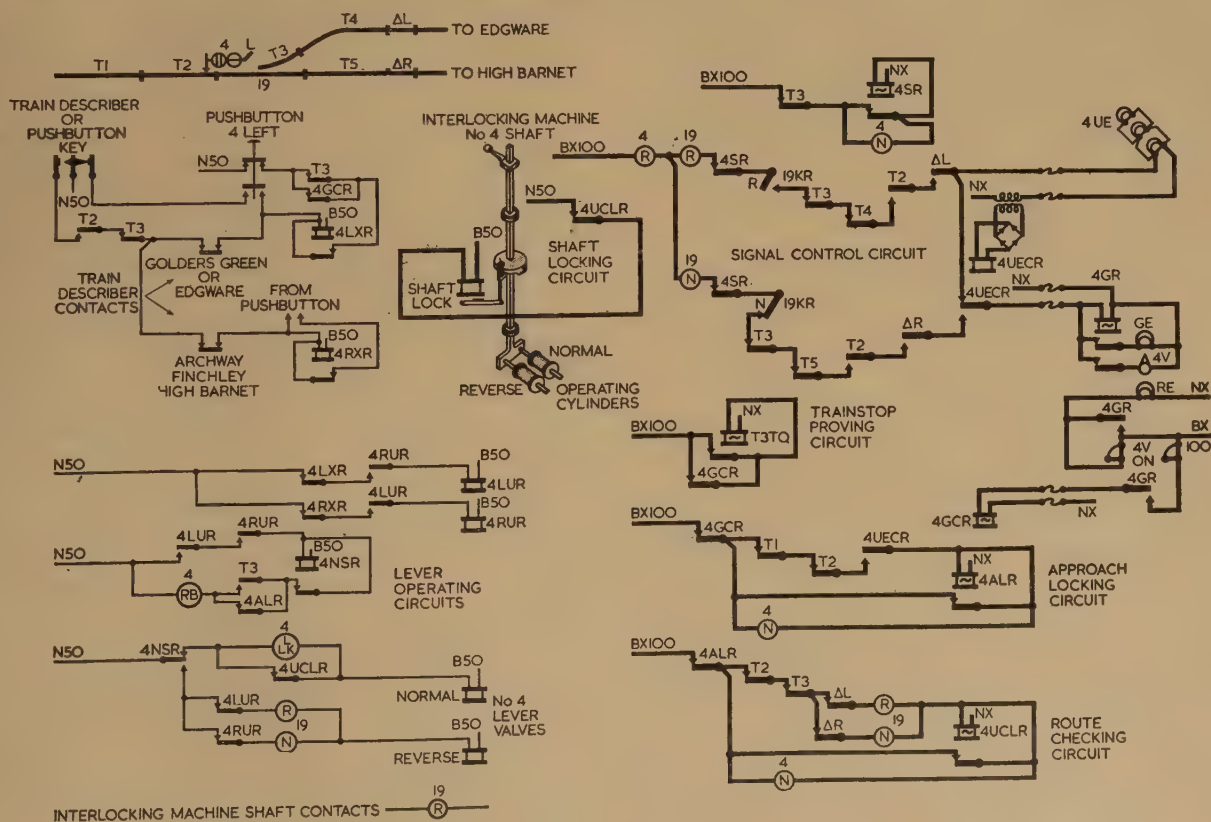 T1
T2
4
L
T3
T4
ΔL
TO EDGWARE
19
T5
ΔR
TO HIGH BARNET
TRAIN DESCRIBER
OR
PUSHBUTTON
KEY
N50
PUSHBUTTON
4 LEFT
N50
T3
4GCR
B50
4LXR
T2
T3
GOLDERS GREEN
OR
EDGWARE
TRAIN
DESCRIBER
CONTACTS
FROM
PUSHBUTTON
B50
4RXR
ARCHWAY
FINCHLEY
HIGH BARNET
INTERLOCKING MACHINE
No 4 SHAFT
N50
4UCLR
B50
SHAFT
LOCKING
CIRCUIT
SHAFT
LOCK
NORMAL
REVERSE
OPERATING
CYLINDERS
BX100
T3
NX
4SR
4
N
BX100
4
R
19
R
4SR
R
19KR
T3
T4
T2
ΔL
4UE
NX
4UECR
SIGNAL CONTROL CIRCUIT
19
N
4SR
N
19KR
T3
T5
T2
ΔR
4UECR
NX
4GR
GE
4V
RE
NX
4GR
BX
100
4V
ON
4GR
4GCR
NX
BX100
NX
T3TQ
4GCR
TRAINSTOP
PROVING
CIRCUIT
BX100
4GCR
T1
T2
4UECR
NX
4ALR
4
N
APPROACH
LOCKING
CIRCUIT
BX100
4ALR
T2
T3
ΔL
R
ΔR
19
N
NX
4UCLR
4
N
ROUTE
CHECKING
CIRCUIT
N50
4LXR
4RUR
B50
4LUR
4RXR
4LUR
B50
4RUR
N50
4LUR
4RUR
B50
4NSR
4
RB
T3
4ALR
LEVER
OPERATING
CIRCUITS
N50
4NSR
4
L
LK
4UCLR
B50
NORMAL
4LUR
R
4RUR
19
N
B50
REVERSE
No 4
LEVER
VALVES
INTERLOCKING MACHINE SHAFT CONTACTS
19
R